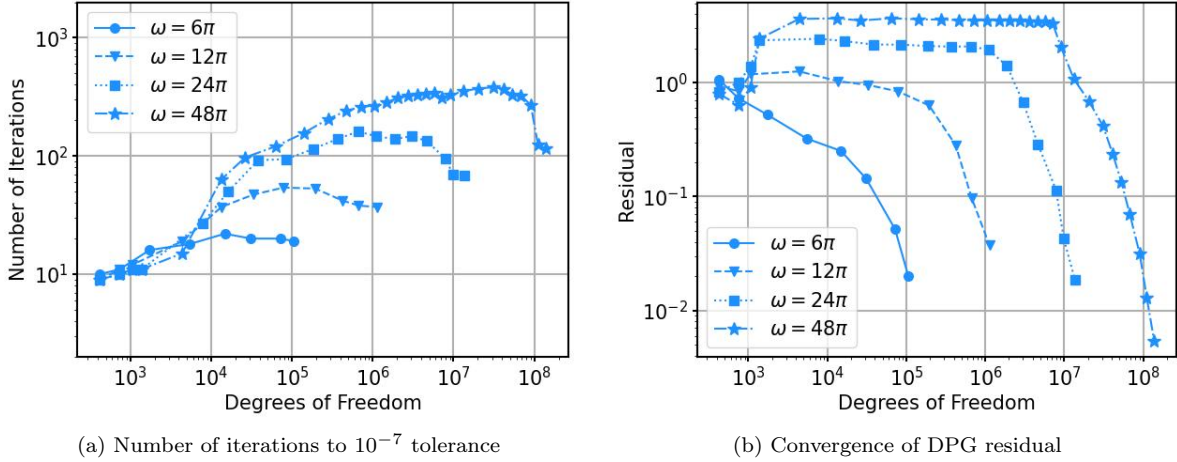 10³
10²
10¹
Number of Iterations
ω = 6π
ω = 12π
ω = 24π
ω = 48π
10³ 10⁴ 10⁵ 10⁶ 10⁷ 10⁸
Degrees of Freedom
(a) Number of iterations to 10⁻⁷ tolerance
10⁰
10⁻¹
10⁻²
Residual
ω = 6π
ω = 12π
ω = 24π
ω = 48π
10³ 10⁴ 10⁵ 10⁶ 10⁷ 10⁸
Degrees of Freedom
(b) Convergence of DPG residual